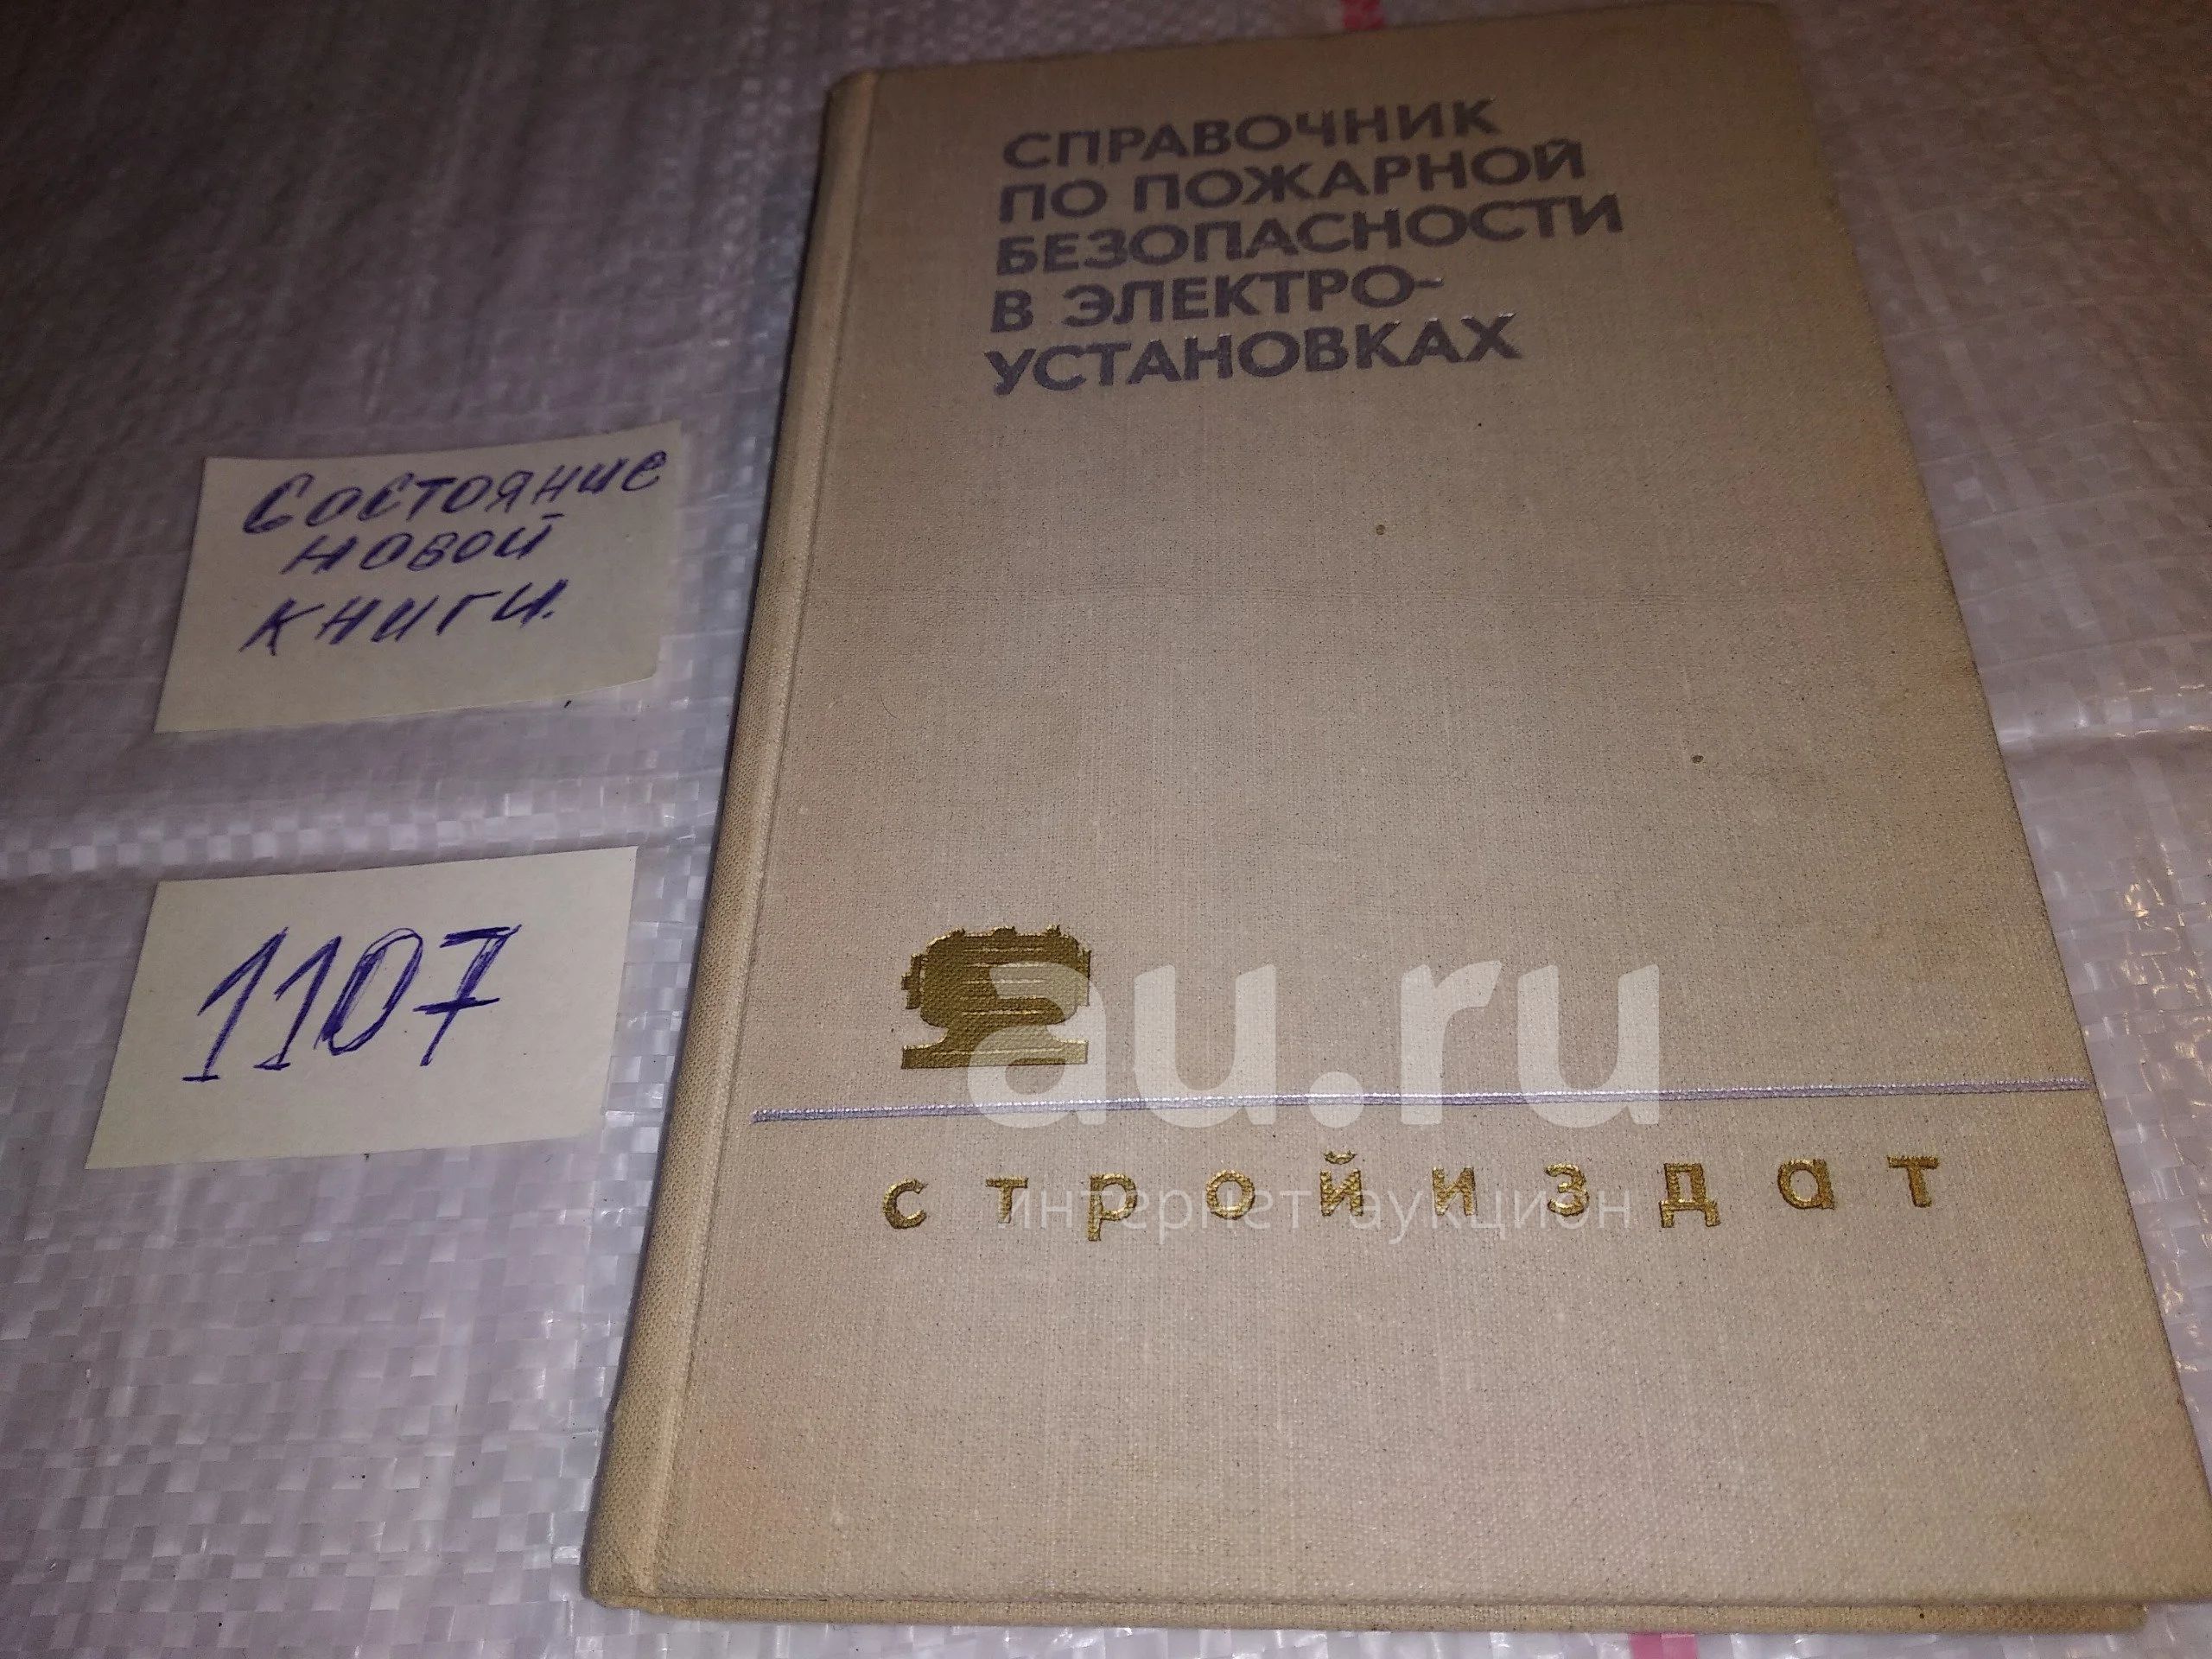 СПРАВОЧНИК
ПО ПОЖАРНОЙ
БЕЗОПАСНОСТИ
В ЭЛЕКТРО-
УСТАНОВКАХ
Состояние
новой
книги.
1107
au.ru
стройиздат
интернет аукцион